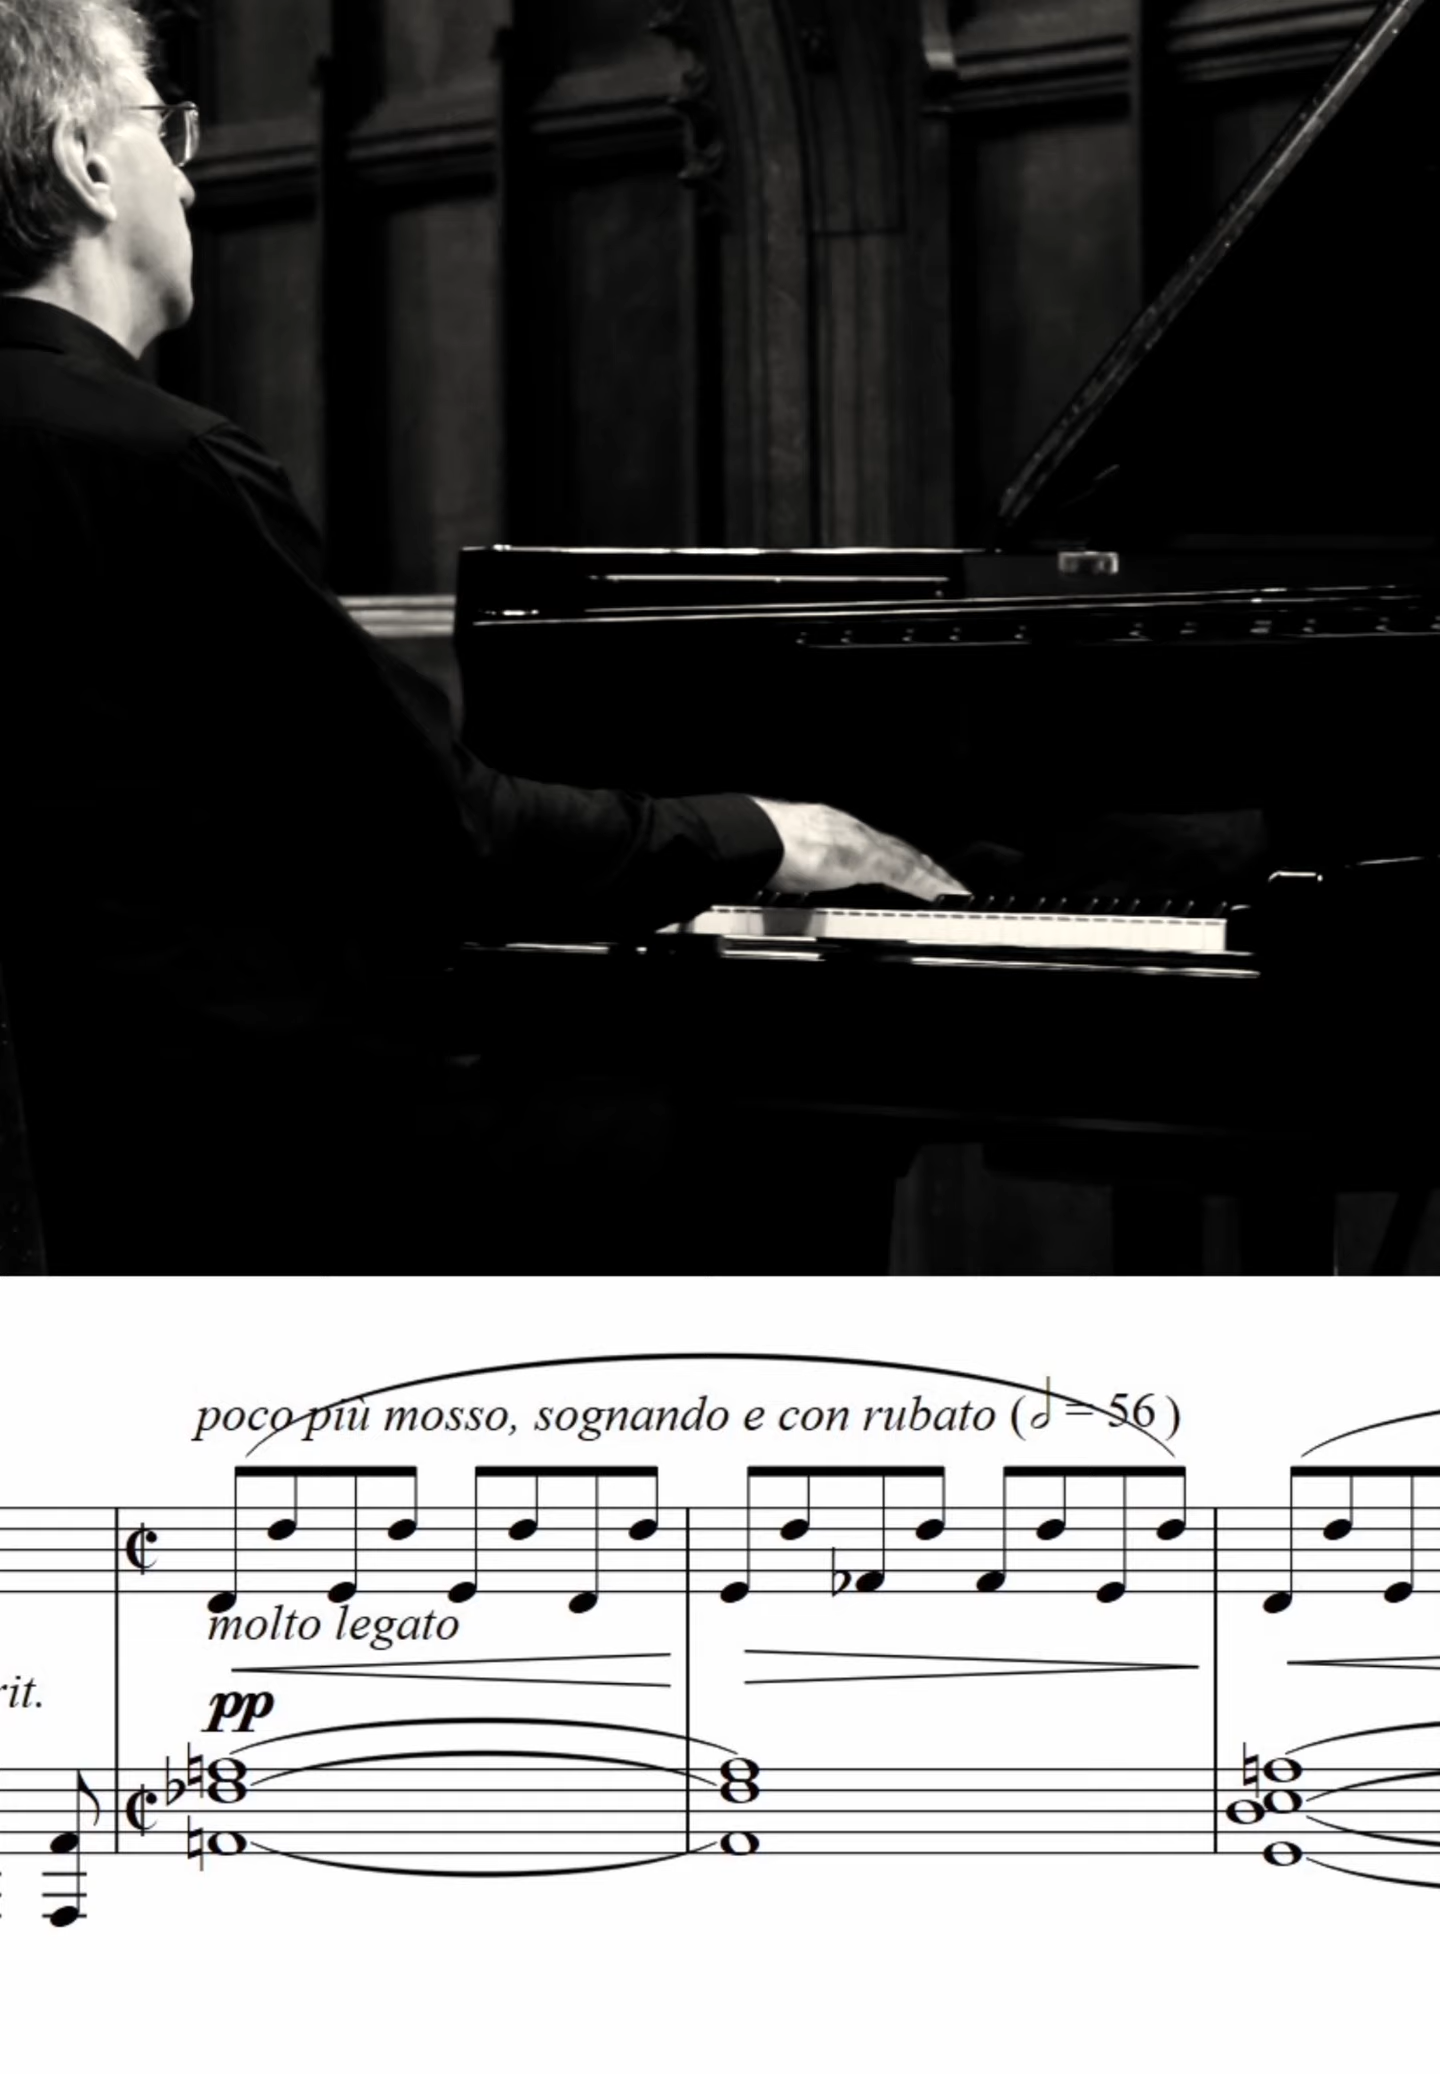 poco più mosso, sognando e con rubato (𝅗𝅥 = 56)
molto legato
rit.
pp